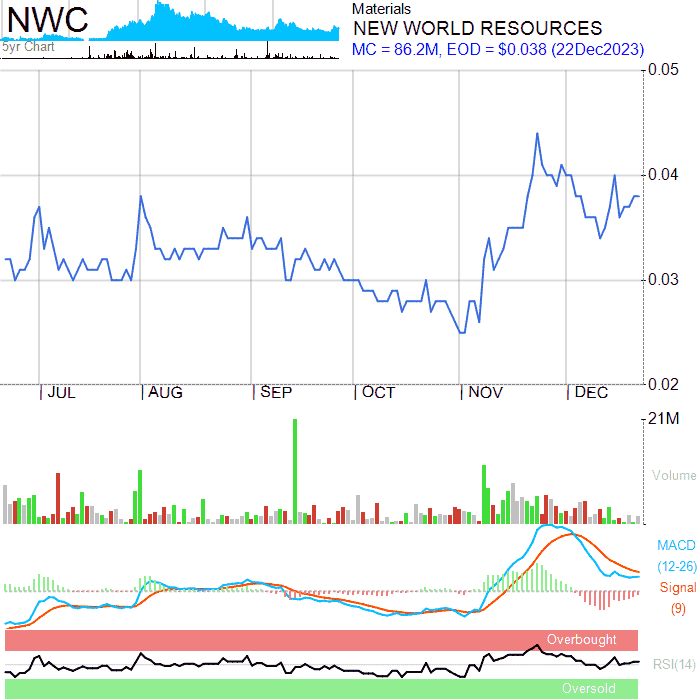 NWC
5yr Chart
Materials
NEW WORLD RESOURCES
MC = 86.2M, EOD = $0.038 (22Dec2023)
0.05
0.04
0.03
0.02
JUL AUG SEP OCT NOV DEC
21M
Volume
MACD
(12-26)
Signal
(9)
Overbought
RSI(14)
Oversold